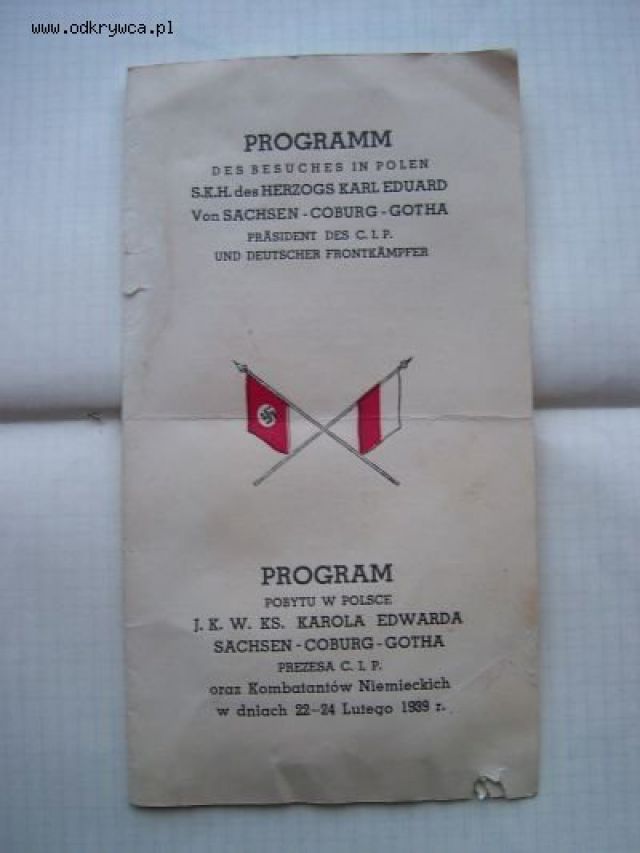 www.odkrywca.pl
PROGRAMM
DES BESUCHES IN POLEN
S.K.H. des HERZOGS KARL EDUARD
Von SACHSEN - COBURG - GOTHA
PRÄSIDENT DES C. I. P.
UND DEUTSCHER FRONTKÄMPFER
PROGRAM
POBYTU W POLSCE
J. K. W. KS. KAROLA EDWARDA
SACHSEN - COBURG - GOTHA
PREZESA C. I. P.
oraz Kombatantów Niemieckich
w dniach 22-24 Lutego 1939 r.